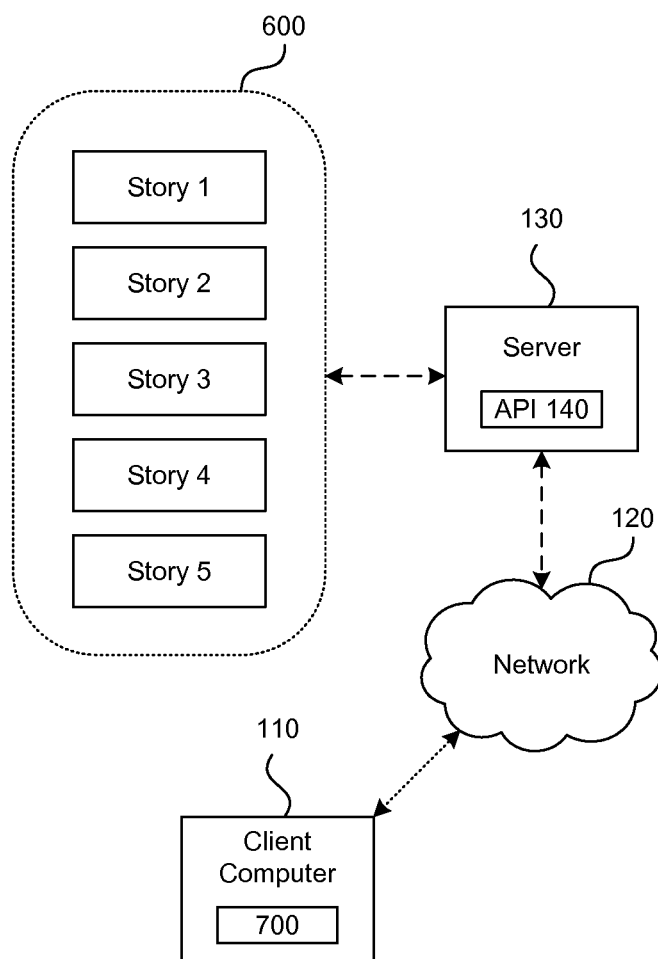 600
Story 1
Story 2
Story 3
Story 4
Story 5
130
Server
API 140
120
Network
110
Client
Computer
700